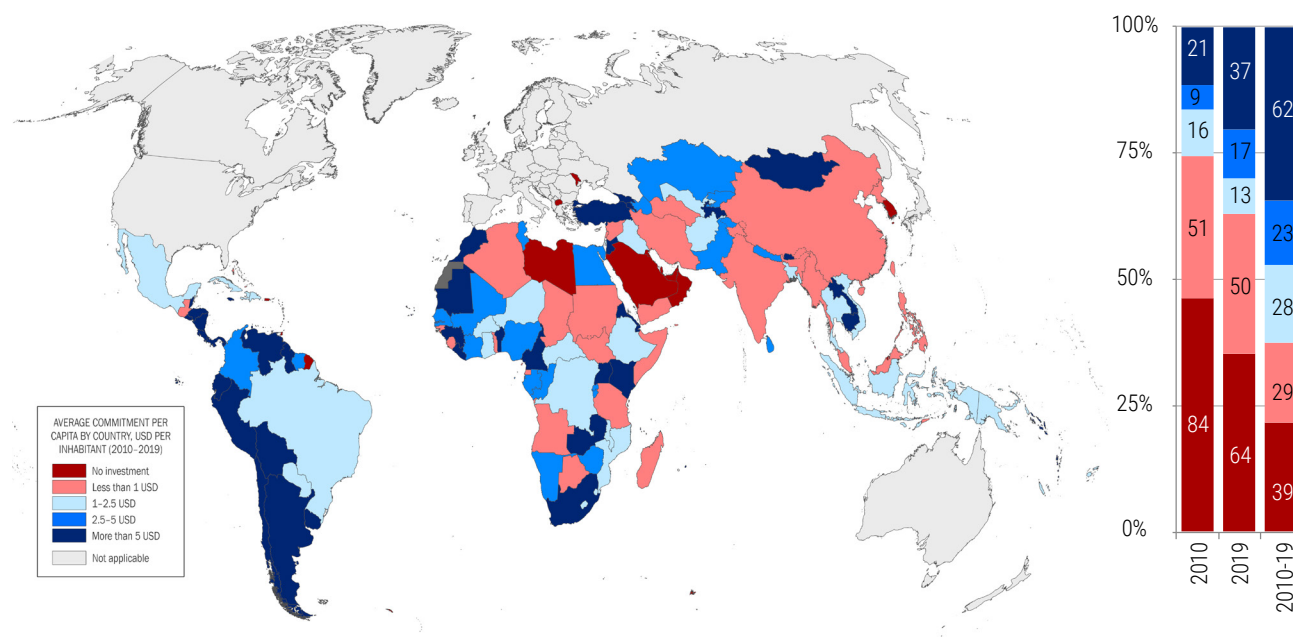 AVERAGE COMMITMENT PER
CAPITA BY COUNTRY, USD PER
INHABITANT (2010–2019)
No investment
Less than 1 USD
1–2.5 USD
2.5–5 USD
More than 5 USD
Not applicable
100%
75%
50%
25%
0%
21
9
16
51
84
37
17
13
50
64
62
23
28
29
39
2010
2019
2010-19